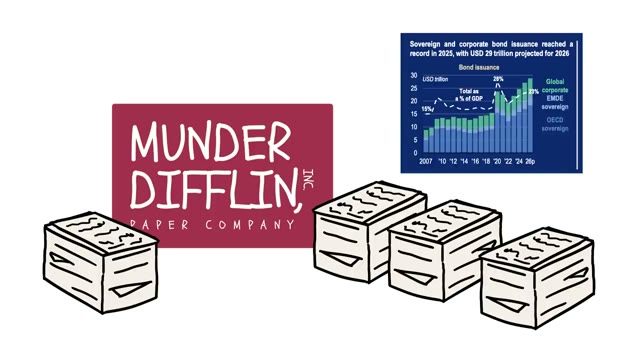 MUNDER
DIFFLIN, INC.
PAPER COMPANY
Sovereign and corporate bond issuance reached a
record in 2025, with USD 29 trillion projected for 2026
Bond issuance
30
25
20
15
10
5
0
USD trillion
15%
Total as
a % of GDP
28%
23%
Global
corporate
EMDE
sovereign
OECD
sovereign
2007 '10 '12 '14 '16 '18 '20 '22 '24 26p